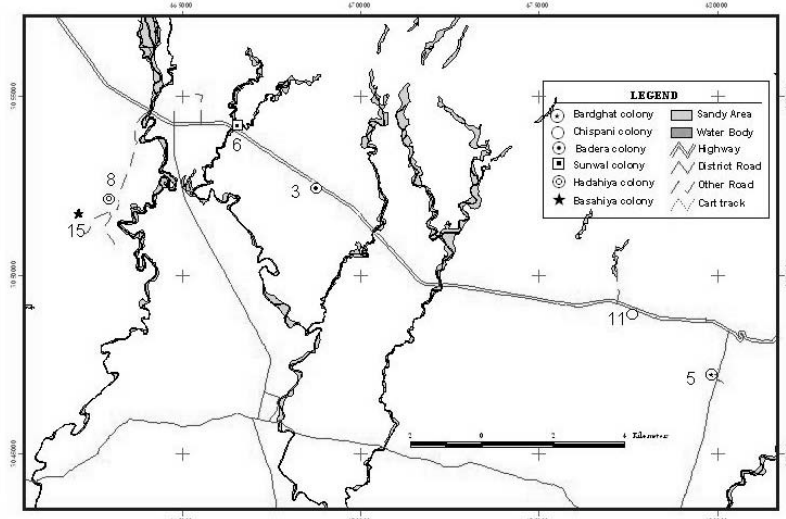 LEGEND
Bardghat colony
Chispani colony
Badera colony
Sunwal colony
Hadahiya colony
Basahiya colony
Sandy Area
Water Body
Highway
District Road
Other Road
Cart track
6
8
3
15
11
5
2 0 2 4 Kilometers